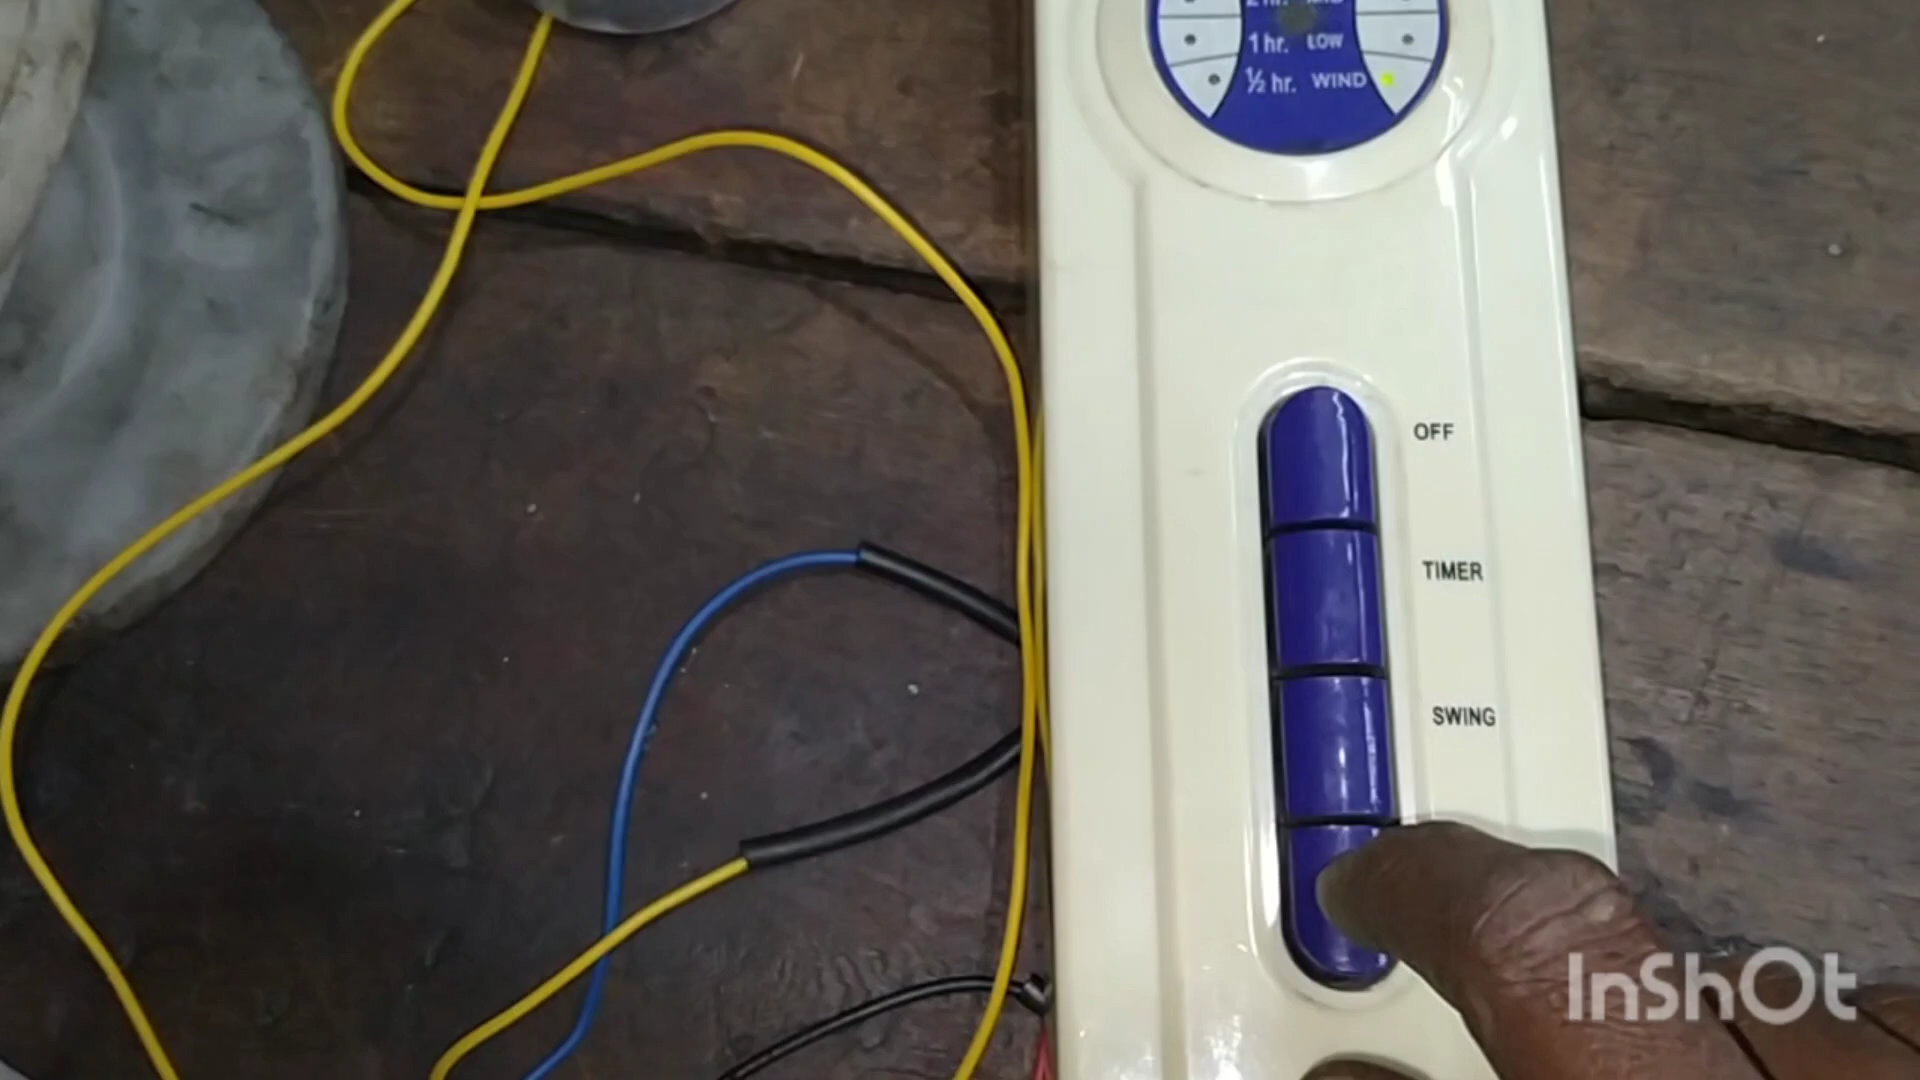 1 hr. LOW
½ hr. WIND
OFF
TIMER
SWING
InShOt